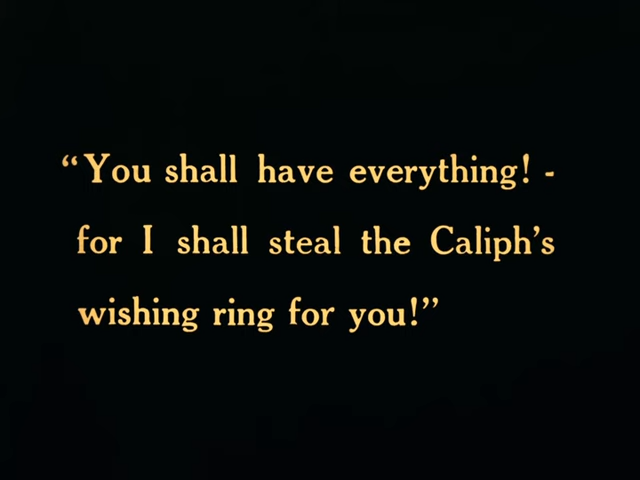 “You shall have everything! -
for I shall steal the Caliph’s
wishing ring for you!”